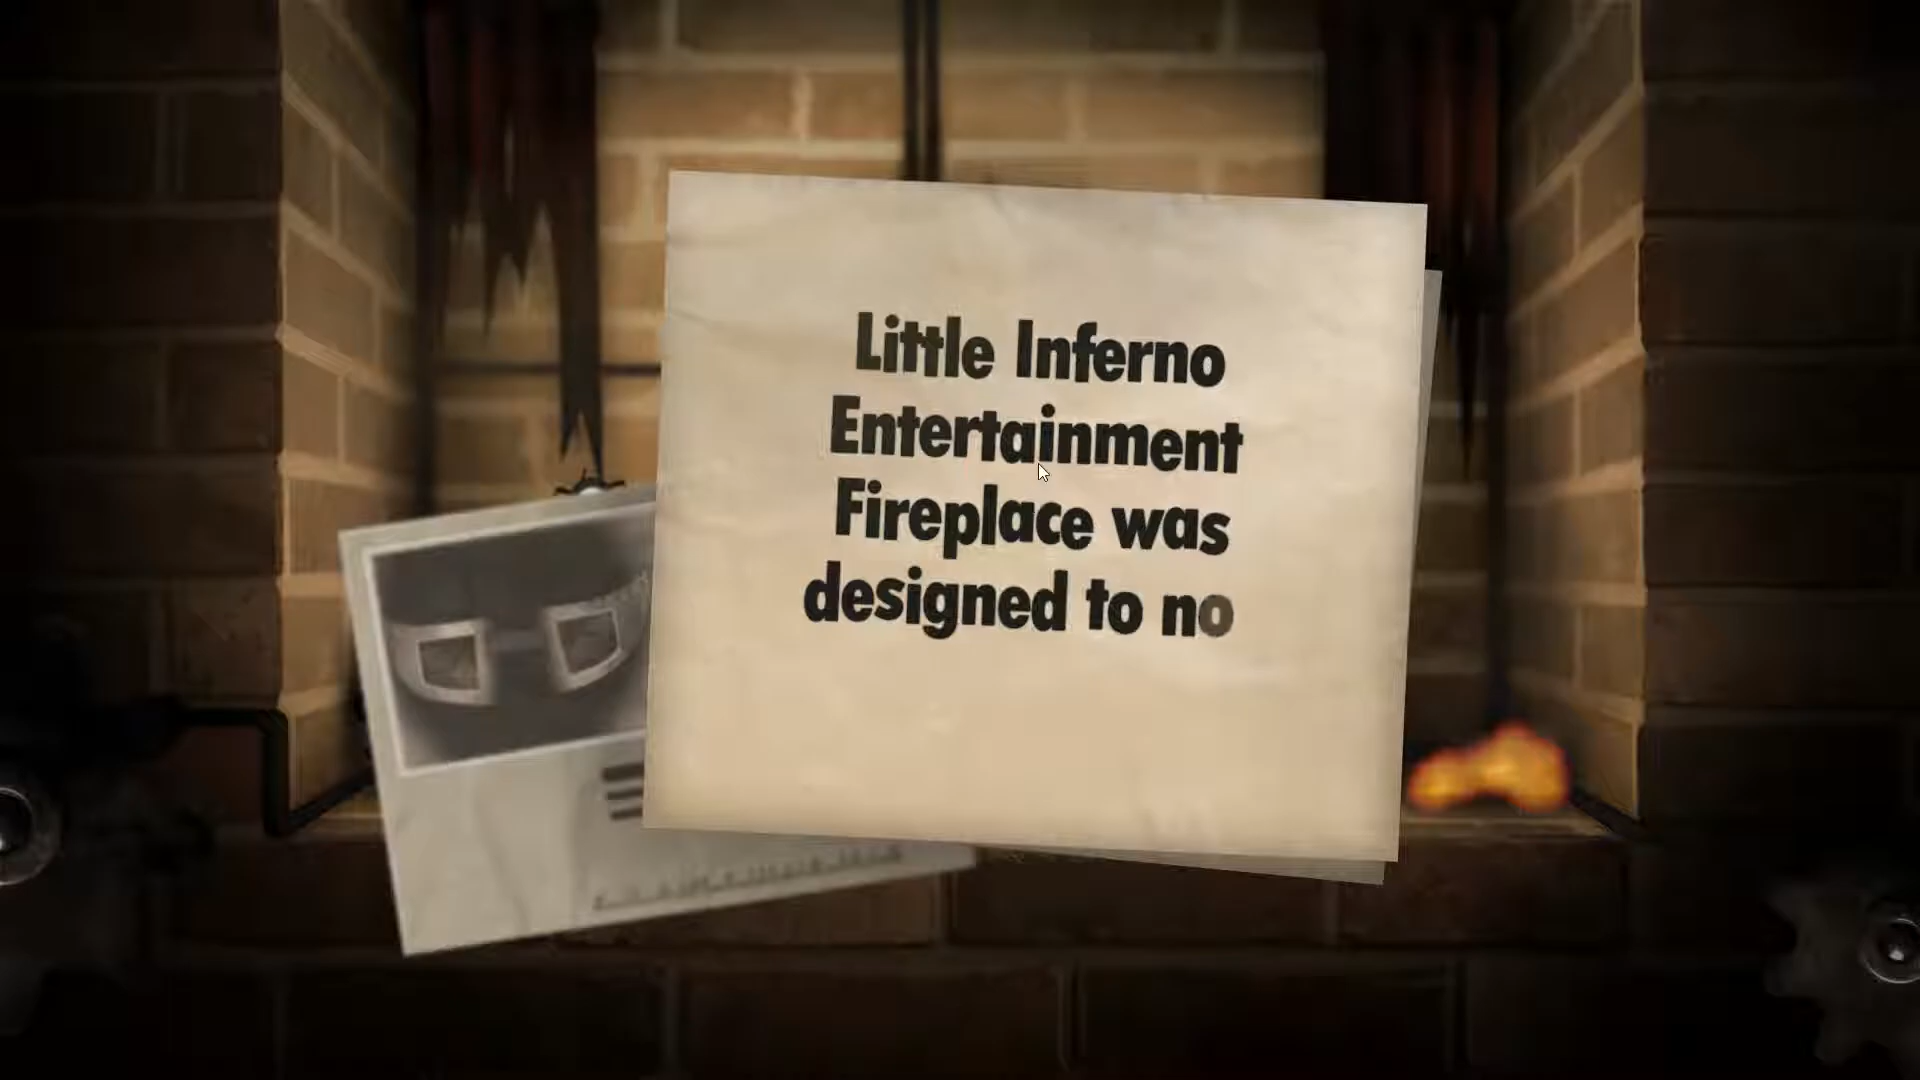 Little Inferno
Entertainment
Fireplace was
designed to no